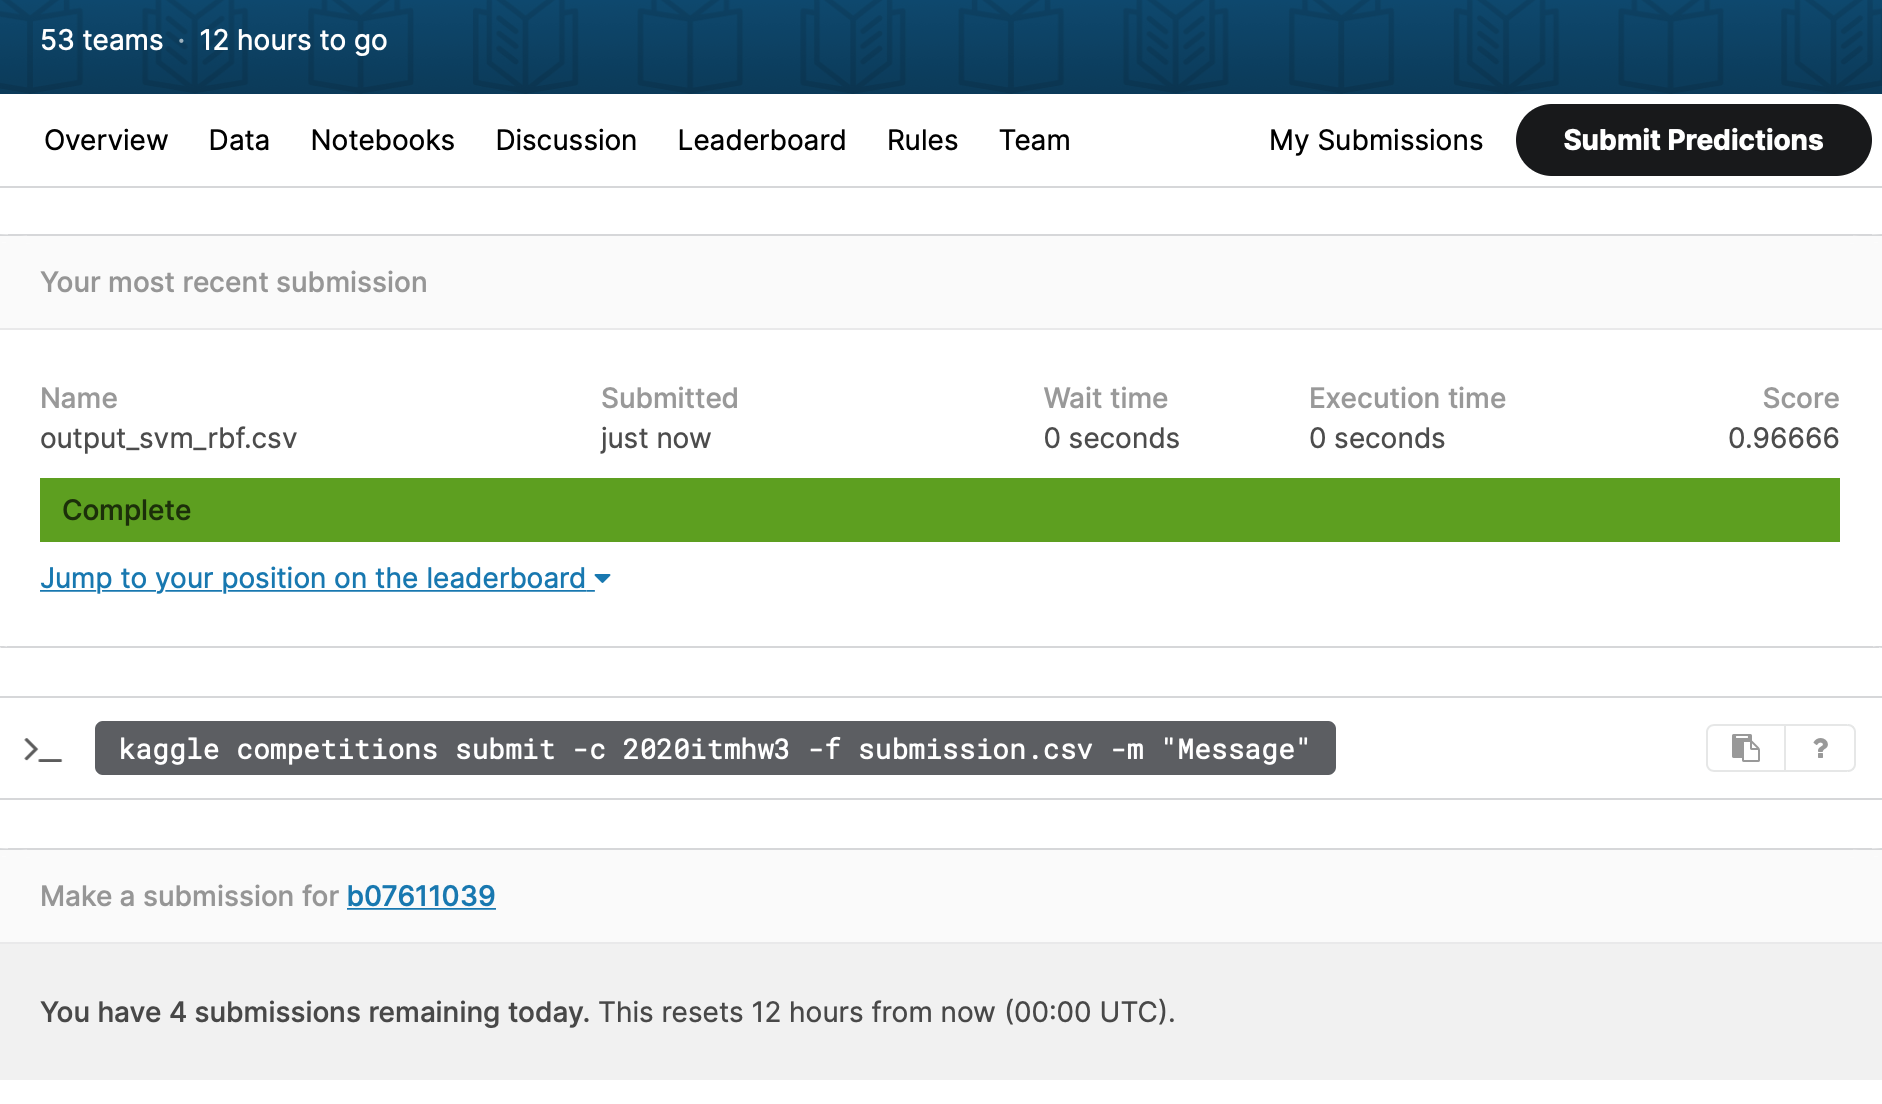 53 teams · 12 hours to go
Overview Data Notebooks Discussion Leaderboard Rules Team My Submissions Submit Predictions
Your most recent submission
Name Submitted Wait time Execution time Score
output_svm_rbf.csv just now 0 seconds 0 seconds 0.96666
Complete
Jump to your position on the leaderboard
>_ kaggle competitions submit -c 2020itmhw3 -f submission.csv -m "Message" ?
Make a submission for b07611039
You have 4 submissions remaining today. This resets 12 hours from now (00:00 UTC).